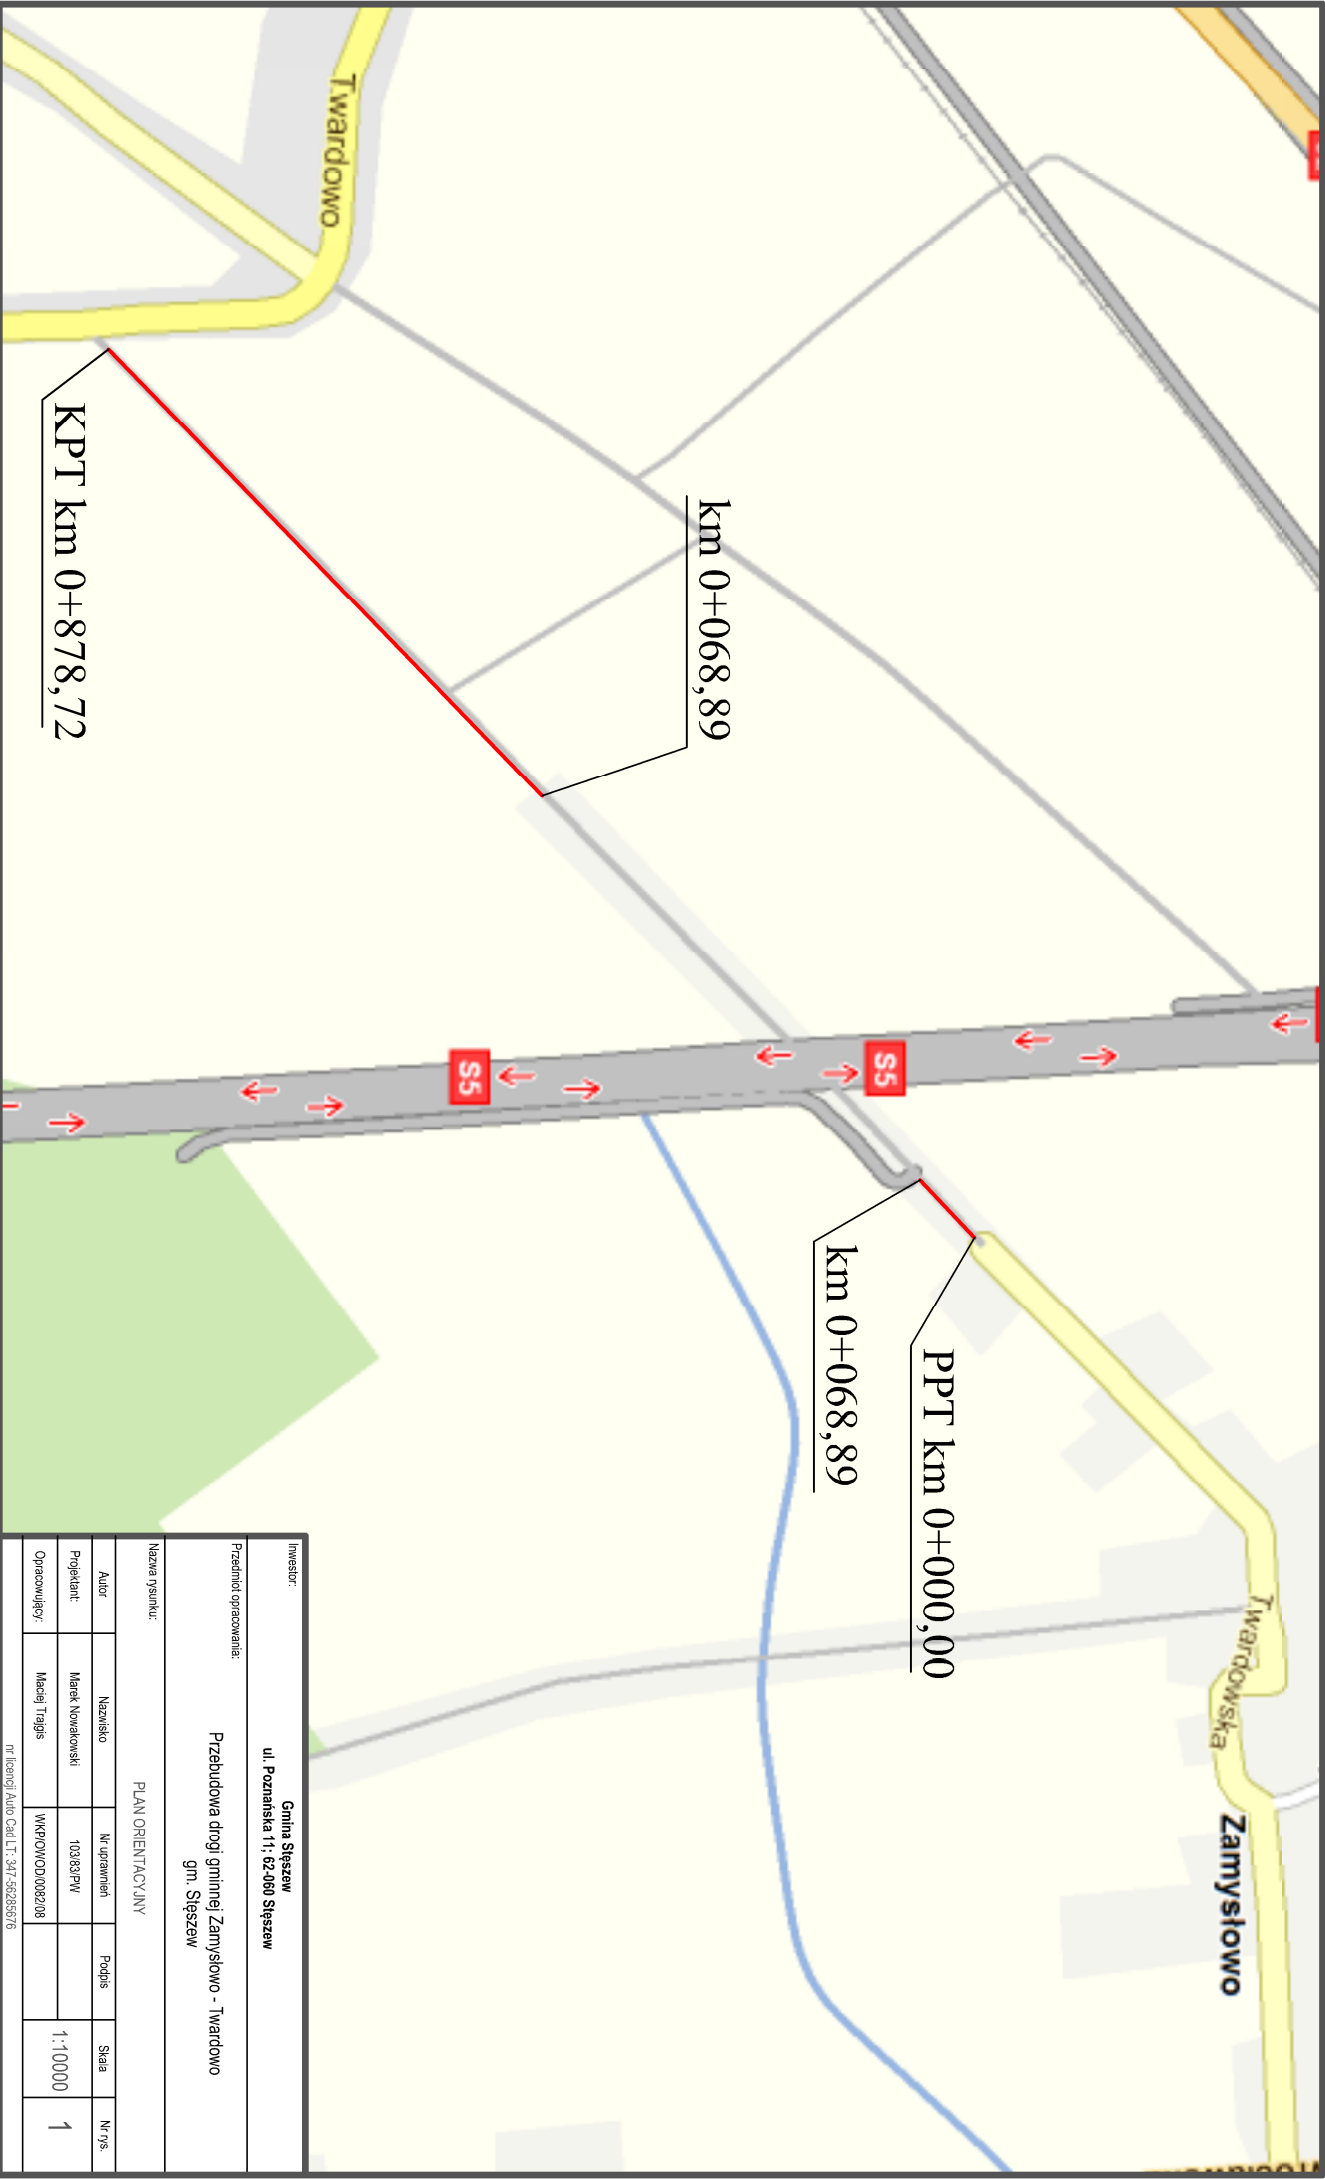 Twardowo
KPT km 0+878,72
km 0+068,89
S5
S5
km 0+068,89
PPT km 0+000,00
Twardowska
Zamysłowo
Inwestor:
Gmina Stęszew
ul. Poznańska 11; 62-060 Stęszew
Przedmiot opracowania:
Przebudowa drogi gminnej Zamysłowo - Twardowo
gm. Stęszew
Nazwa rysunku:
PLAN ORIENTACYJNY
Autor Nazwisko Nr uprawnień Podpis Skala Nr rys.
Projektant: Marek Nowakowski 103/83/PW
1:10000 1
Opracowujący: Maciej Trajgis WKP/OWOD/0082/08
nr licencji Auto Cad LT: 347-56285676